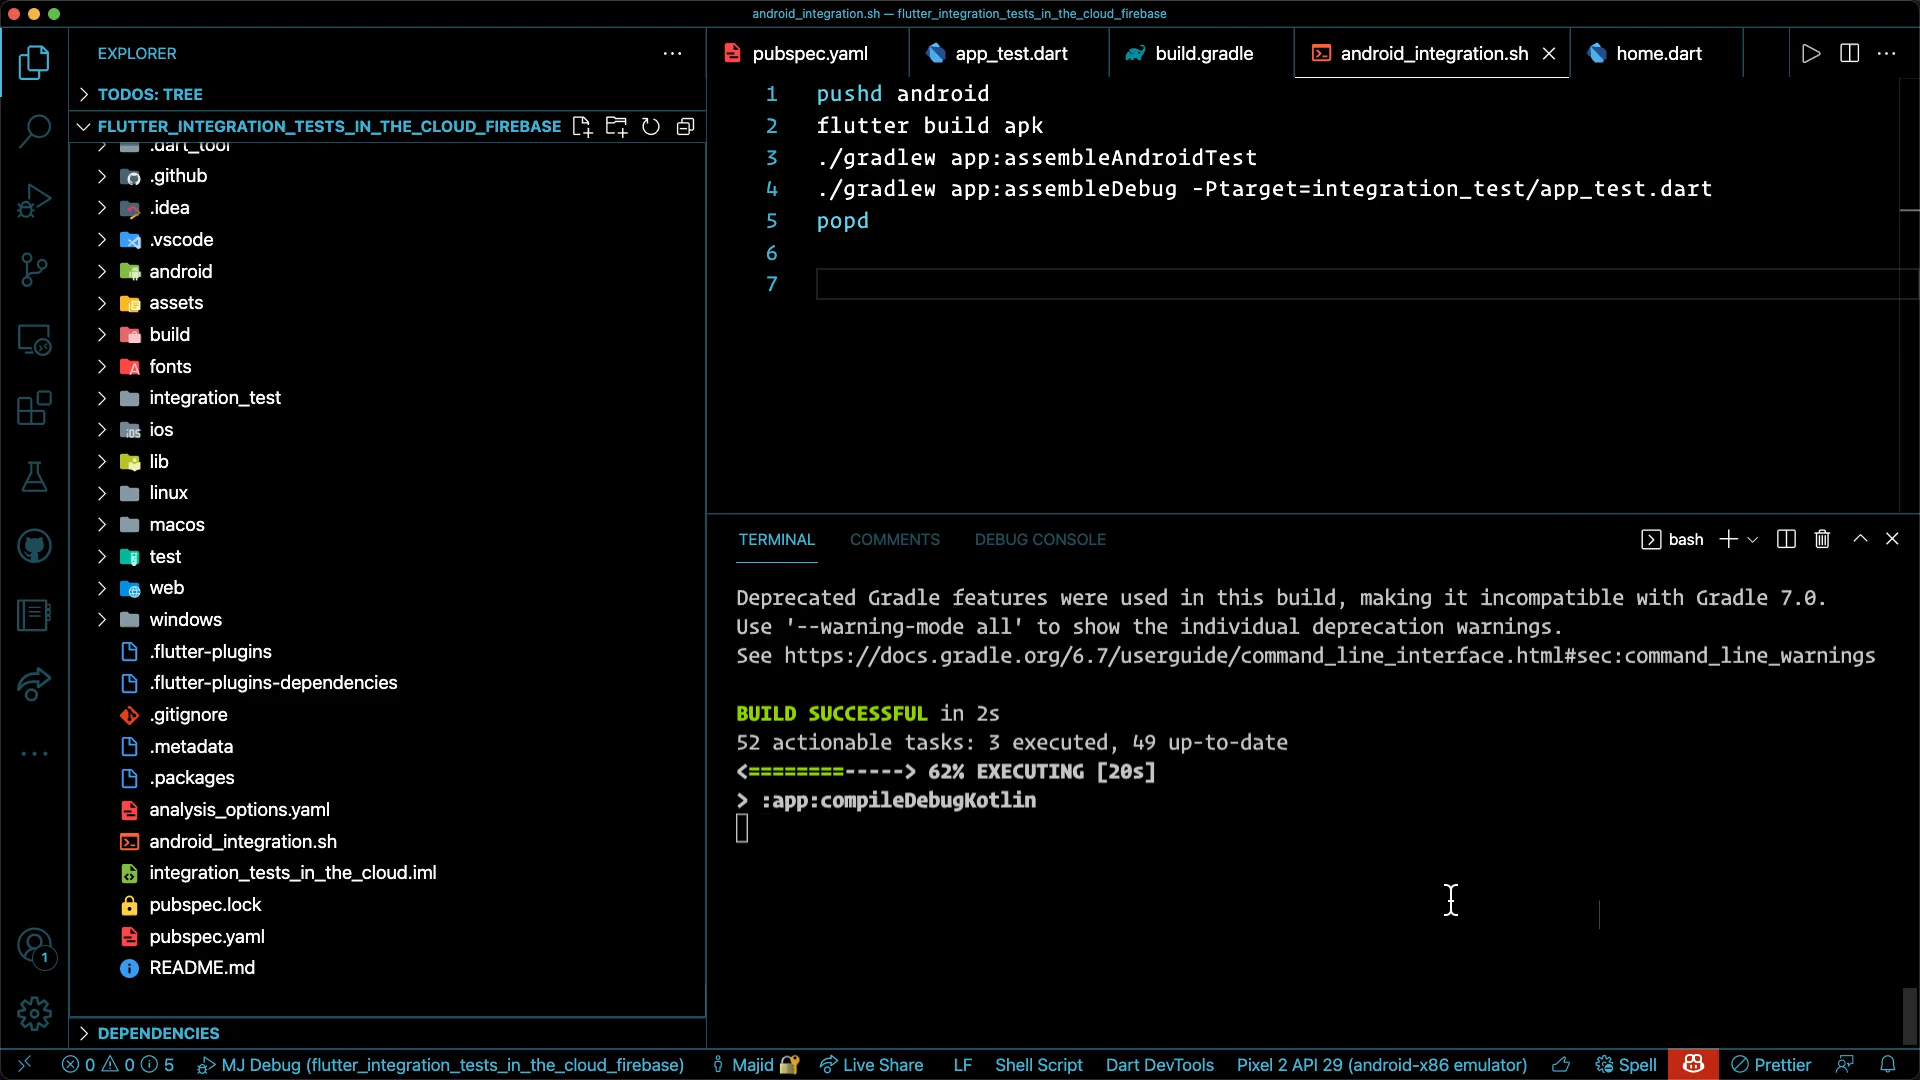 android_integration.sh — flutter_integration_tests_in_the_cloud_firebase
EXPLORER
TODOS: TREE
FLUTTER_INTEGRATION_TESTS_IN_THE_CLOUD_FIREBASE
.dart_tool
.github
.idea
.vscode
android
assets
build
fonts
integration_test
ios
lib
linux
macos
test
web
windows
.flutter-plugins
.flutter-plugins-dependencies
.gitignore
.metadata
.packages
analysis_options.yaml
android_integration.sh
integration_tests_in_the_cloud.iml
pubspec.lock
pubspec.yaml
README.md
DEPENDENCIES
1
pubspec.yaml app_test.dart build.gradle android_integration.sh home.dart
1 pushd android
2 flutter build apk
3 ./gradlew app:assembleAndroidTest
4 ./gradlew app:assembleDebug -Ptarget=integration_test/app_test.dart
5 popd
6
7
TERMINAL COMMENTS DEBUG CONSOLE bash
Deprecated Gradle features were used in this build, making it incompatible with Gradle 7.0.
Use '--warning-mode all' to show the individual deprecation warnings.
See https://docs.gradle.org/6.7/userguide/command_line_interface.html#sec:command_line_warnings
BUILD SUCCESSFUL in 2s
52 actionable tasks: 3 executed, 49 up-to-date
<========-----> 62% EXECUTING [20s]
> :app:compileDebugKotlin
0 0 5 MJ Debug (flutter_integration_tests_in_the_cloud_firebase) Majid Live Share LF Shell Script Dart DevTools Pixel 2 API 29 (android-x86 emulator) Spell Prettier